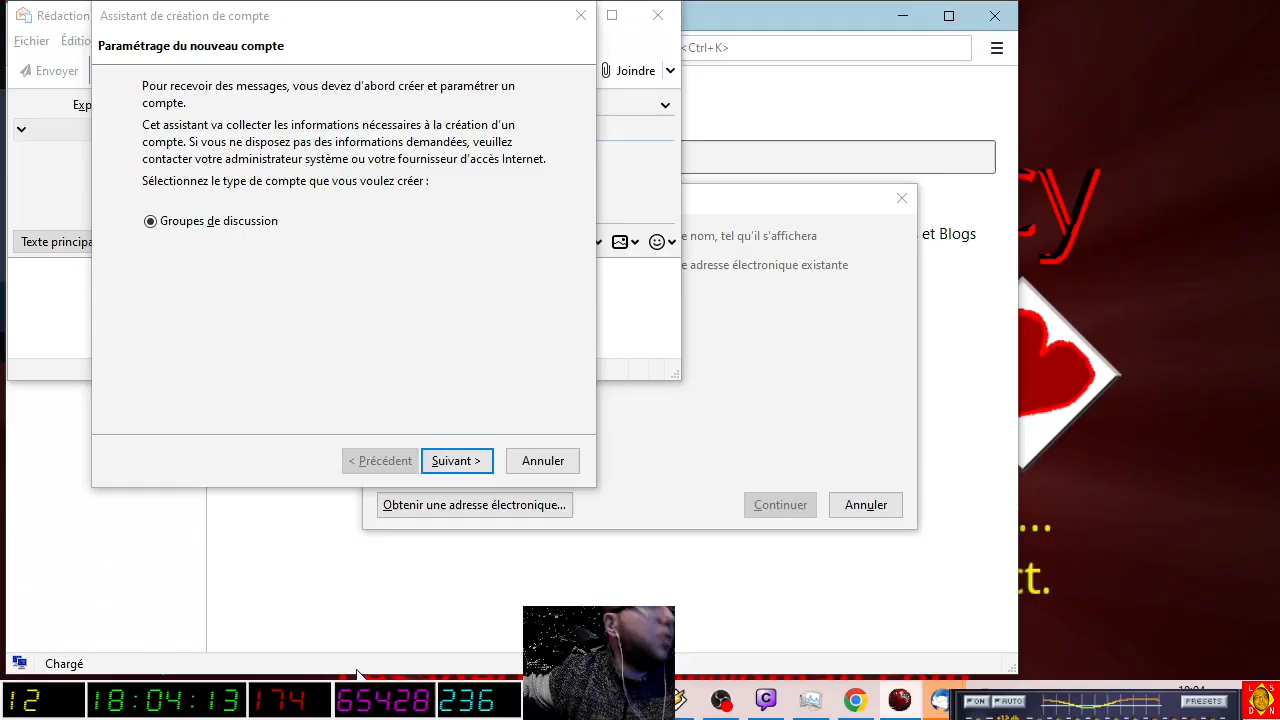 Rédaction
Assistant de création de compte
Fichier
Éditio
Paramétrage du nouveau compte
<Ctrl+K>
Envoyer
Joindre
Pour recevoir des messages, vous devez d'abord créer et paramétrer un
compte.
Exp
Cet assistant va collecter les informations nécessaires à la création d'un
compte. Si vous ne disposez pas des informations demandées, veuillez
contacter votre administrateur système ou votre fournisseur d'accès Internet.
Sélectionnez le type de compte que vous voulez créer :
Groupes de discussion
Texte principa
e nom, tel qu'il s'affichera
et Blogs
e adresse électronique existante
< Précédent
Suivant >
Annuler
Obtenir une adresse électronique...
Continuer
Annuler
...
ct.
Chargé
12
18:04:13
174
65428
236
ON
AUTO
PRESETS